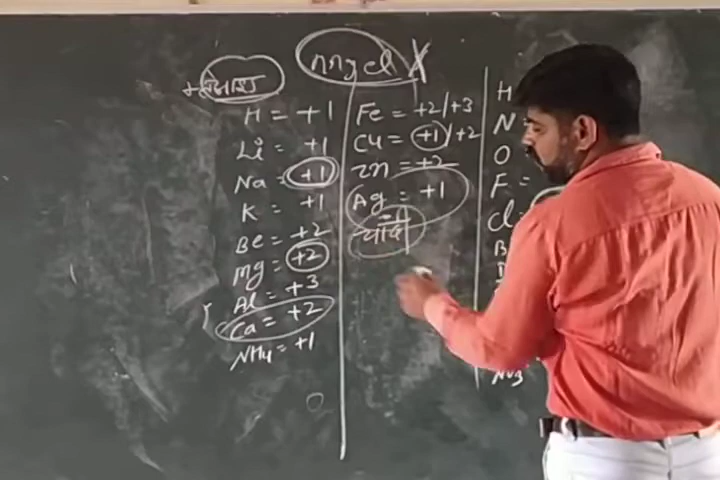 nngcl X
H = +1
Li = +1
Na = +1
K = +1
Be = +2
mg = +2
Al = +3
Ca = +2
NH4 = +1
Fe = +2/+3
Cu = +1/+2
Zn = +2
Ag = +1
H
N =
O
F =
Cl =
B
NO3